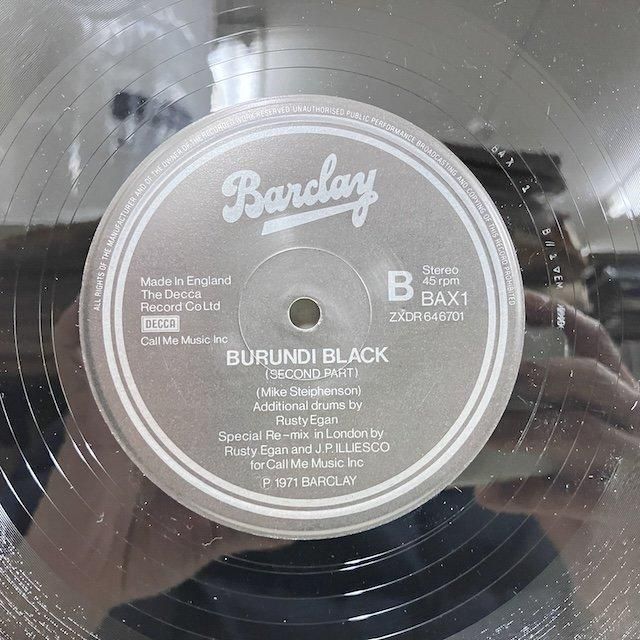 ALL RIGHTS OF THE MANUFACTURER AND OF THE OWNER OF THE RECORDED WORK RESERVED UNAUTHORISED PUBLIC PERFORMANCE BROADCASTING AND COPYING OF THIS RECORD PROHIBITED
Barclay
Made In England
The Decca
Record Co Ltd
DECCA
Call Me Music Inc
B
Stereo
45 rpm
BAX1
ZXDR 646701
BURUNDI BLACK
(SECOND PART)
(Mike Steiphenson)
Additional drums by
Rusty Egan
Special Re-mix in London by
Rusty Egan and J.P. ILLIESCO
for Call Me Music Inc
P. 1971 BARCLAY